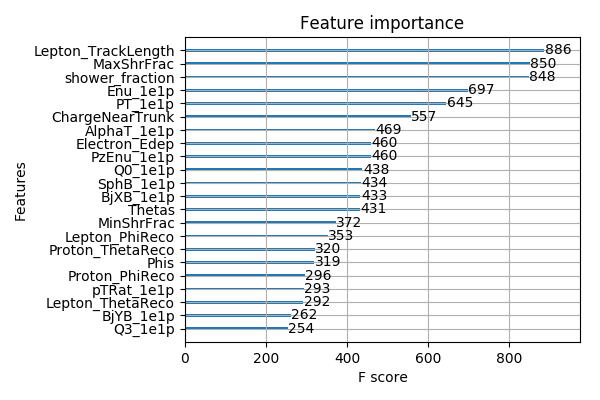 Feature importance
Lepton_TrackLength 886
MaxShrFrac 850
shower_fraction 848
Enu_1e1p 697
PT_1e1p 645
ChargeNearTrunk 557
AlphaT_1e1p 469
Electron_Edep 460
PzEnu_1e1p 460
Q0_1e1p 438
SphB_1e1p 434
BjXB_1e1p 433
Thetas 431
MinShrFrac 372
Lepton_PhiReco 353
Proton_ThetaReco 320
Phis 319
Proton_PhiReco 296
pTRat_1e1p 293
Lepton_ThetaReco 292
BjYB_1e1p 262
Q3_1e1p 254
Features
0 200 400 600 800
F score